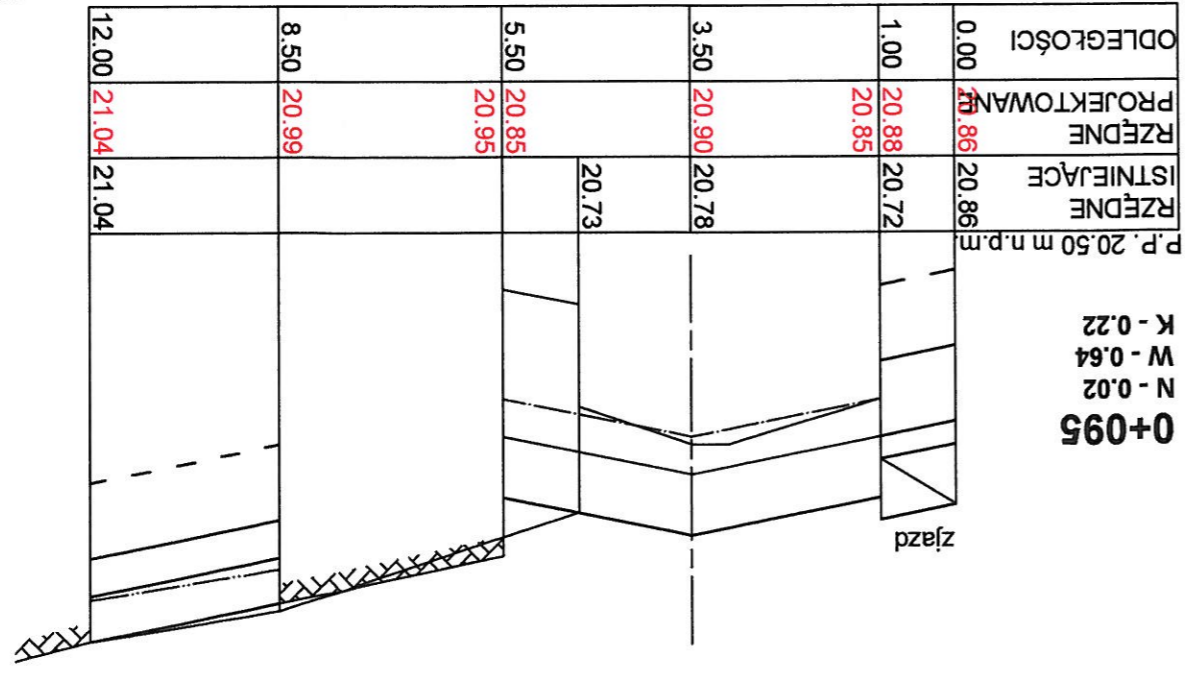 zjazd
0+095
N - 0.02
W - 0.64
K - 0.22
P.P. 20.50 m n.p.m.
RZĘDNE
ISTNIEJĄCE
20.86
20.72
20.78
20.73
21.04
RZĘDNE
PROJEKTOWANE
20.86
20.88
20.85
20.90
20.85
20.95
20.99
21.04
ODLEGŁOŚCI
0.00
1.00
3.50
5.50
8.50
12.00